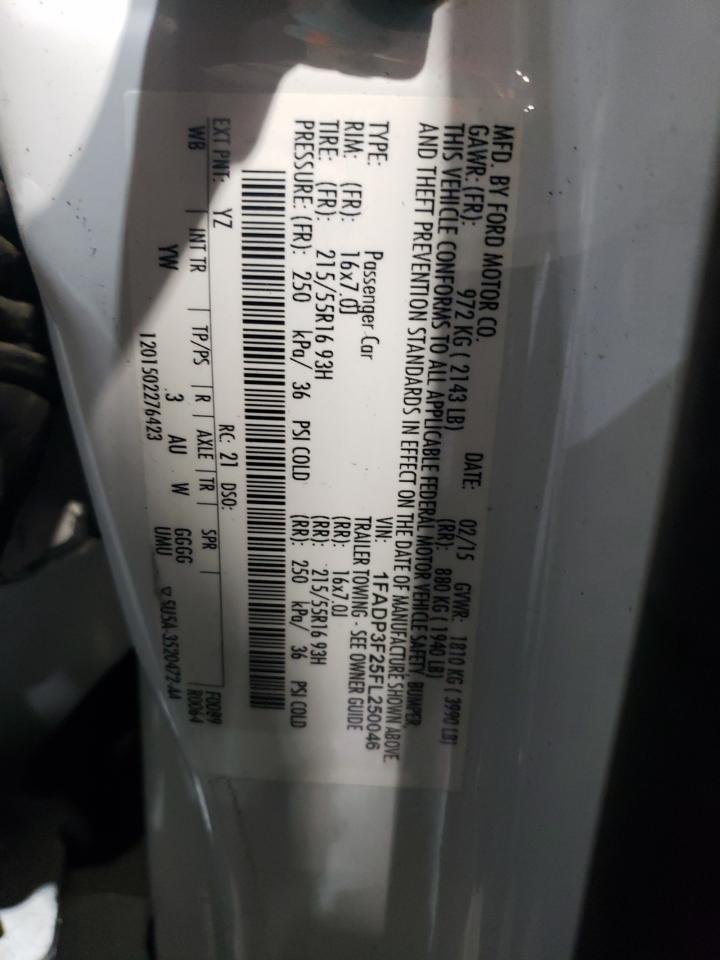 MFD. BY FORD MOTOR CO.
DATE: 02/15 GVWR: 1810 KG ( 3990 LB)
GAWR: (FR): 972 KG ( 2143 LB) (RR): 880 KG ( 1940 LB)
THIS VEHICLE CONFORMS TO ALL APPLICABLE FEDERAL MOTOR VEHICLE SAFETY, BUMPER,
AND THEFT PREVENTION STANDARDS IN EFFECT ON THE DATE OF MANUFACTURE SHOWN ABOVE.
VIN: 1FADP3F25FL250046
TYPE: Passenger Car TRAILER TOWING - SEE OWNER GUIDE
RIM: (FR): 16x7.0J (RR): 16x7.0J
TIRE: (FR): 215/55R16 93H (RR): 215/55R16 93H
PRESSURE: (FR): 250 kPa/ 36 PSI COLD (RR): 250 kPa/ 36 PSI COLD
EXT PNT: YZ RC: 21 DSO: F0089
WB INT TR TP/PS R AXLE TR SPR R0064
YW .3 AU W GGGG
1201502276423 UMU
▽ 5U5A-3520472-AA